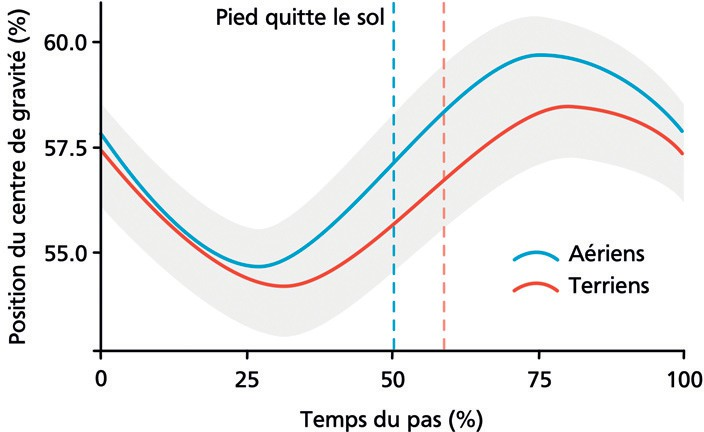 Pied quitte le sol
Position du centre de gravité (%)
60.0
57.5
55.0
Aériens
Terriens
0
25
50
75
100
Temps du pas (%)